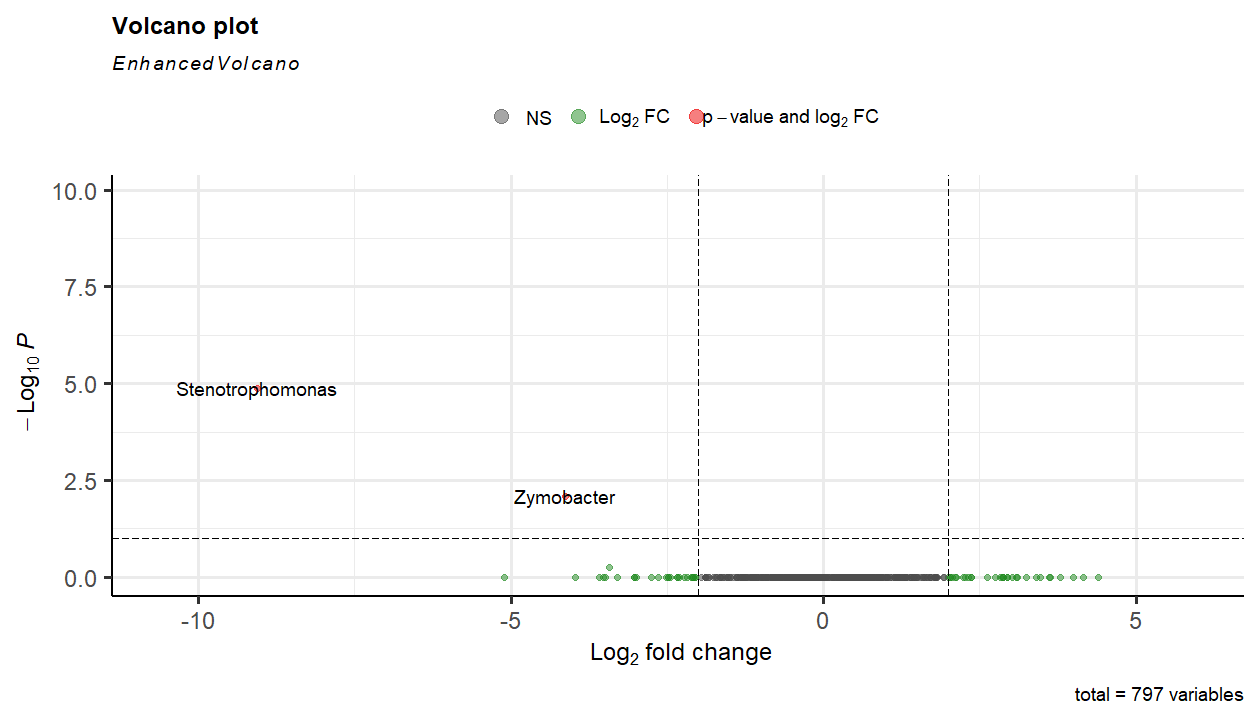 Volcano plot
EnhancedVolcano
NS Log₂ FC p − value and log₂ FC
10.0
7.5
5.0
2.5
0.0
− Log₁₀ P
Stenotrophomonas
Zymobacter
-10 -5 0 5
Log₂ fold change
total = 797 variables